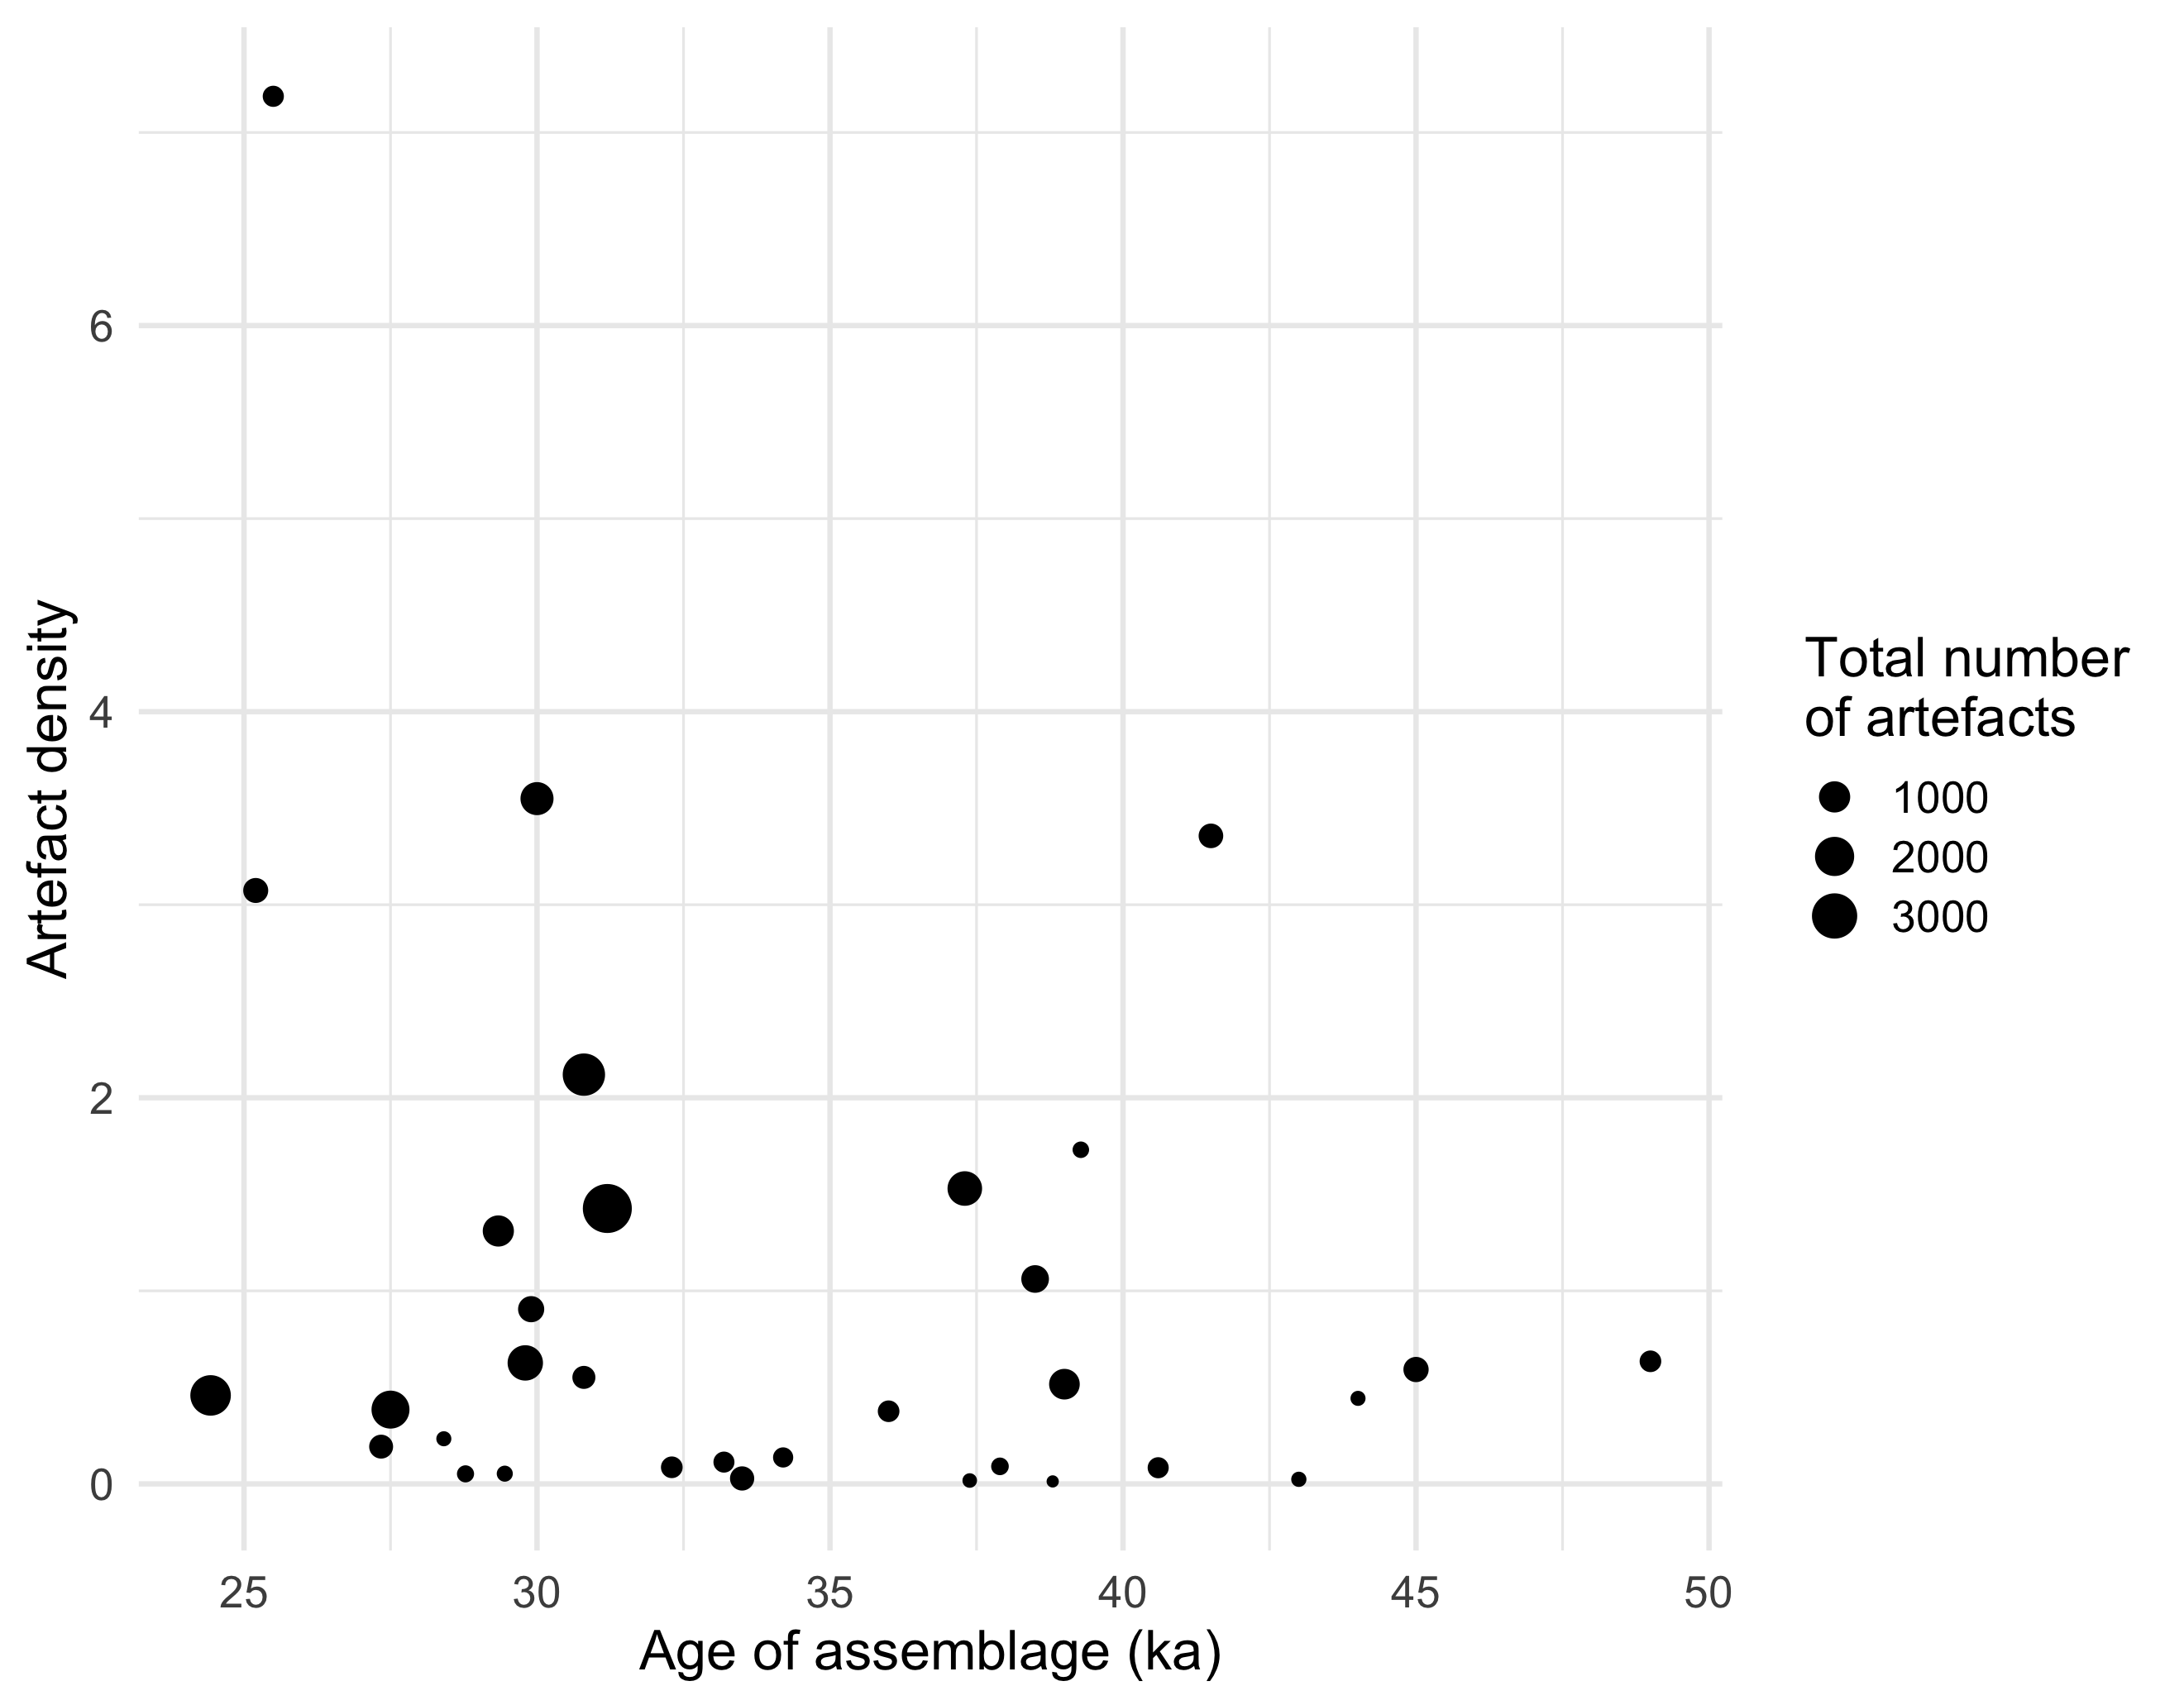 Artefact density
6
4
2
0
25 30 35 40 45 50
Age of assemblage (ka)
Total number
of artefacts
1000
2000
3000